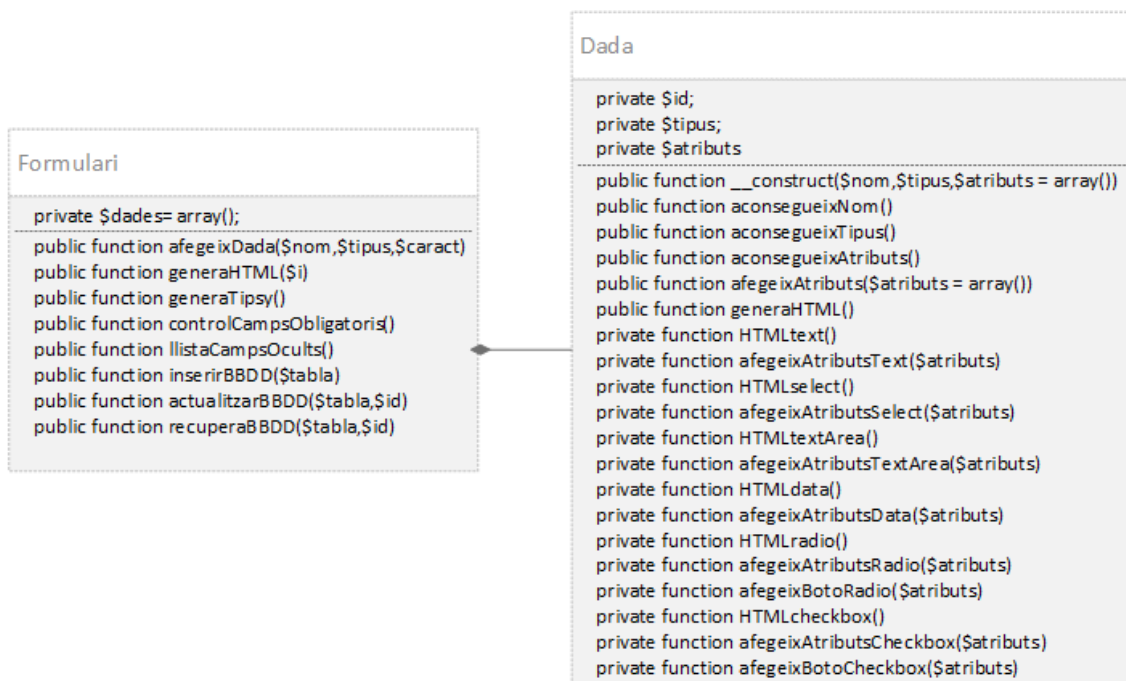 Formulari
private $dades= array();
public function afegeixDada($nom,$tipus,$caract)
public function generaHTML($i)
public function generaTipsy()
public function controlCampsObligatoris()
public function llistaCampsOcults()
public function inserirBBDD($tabla)
public function actualitzarBBDD($tabla,$id)
public function recuperaBBDD($tabla,$id)
Dada
private $id;
private $tipus;
private $atributs
public function __construct($nom,$tipus,$atributs = array())
public function aconsegueixNom()
public function aconsegueixTipus()
public function aconsegueixAtributs()
public function afegeixAtributs($atributs = array())
public function generaHTML()
private function HTMLtext()
private function afegeixAtributsText($atributs)
private function HTMLselect()
private function afegeixAtributsSelect($atributs)
private function HTMLtextArea()
private function afegeixAtributsTextArea($atributs)
private function HTMLdata()
private function afegeixAtributsData($atributs)
private function HTMLradio()
private function afegeixAtributsRadio($atributs)
private function afegeixBotoRadio($atributs)
private function HTMLcheckbox()
private function afegeixAtributsCheckbox($atributs)
private function afegeixBotoCheckbox($atributs)